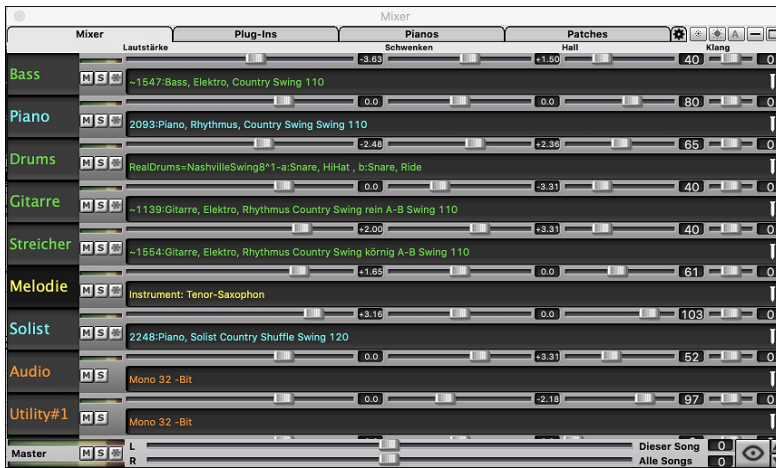 Mixer
Mixer Plug-Ins Pianos Patches A
Lautstärke Schwenken Hall Klang
-3.63 +1.50 40 0
Bass M S ~1547:Bass, Elektro, Country Swing 110
0.0 0.0 80 0
Piano M S 2093:Piano, Rhythmus, Country Swing Swing 110
-2.48 +2.36 65 0
Drums M S RealDrums=NashvilleSwing8^1-a:Snare, HiHat , b:Snare, Ride
0.0 -3.31 40 0
Gitarre M S ~1139:Gitarre, Elektro, Rhythmus Country Swing rein A-B Swing 110
+2.00 +3.31 40 0
Streicher M S ~1554:Gitarre, Elektro, Rhythmus Country Swing körnig A-B Swing 110
+1.65 0.0 61 0
Melodie M S Instrument: Tenor-Saxophon
+3.16 0.0 103 0
Solist M S 2248:Piano, Solist Country Shuffle Swing 120
0.0 +3.31 52 0
Audio M S Mono 32 -Bit
0.0 -2.18 97 0
Utility#1 M S Mono 32 -Bit
L Dieser Song 0
Master M S
R Alle Songs 0